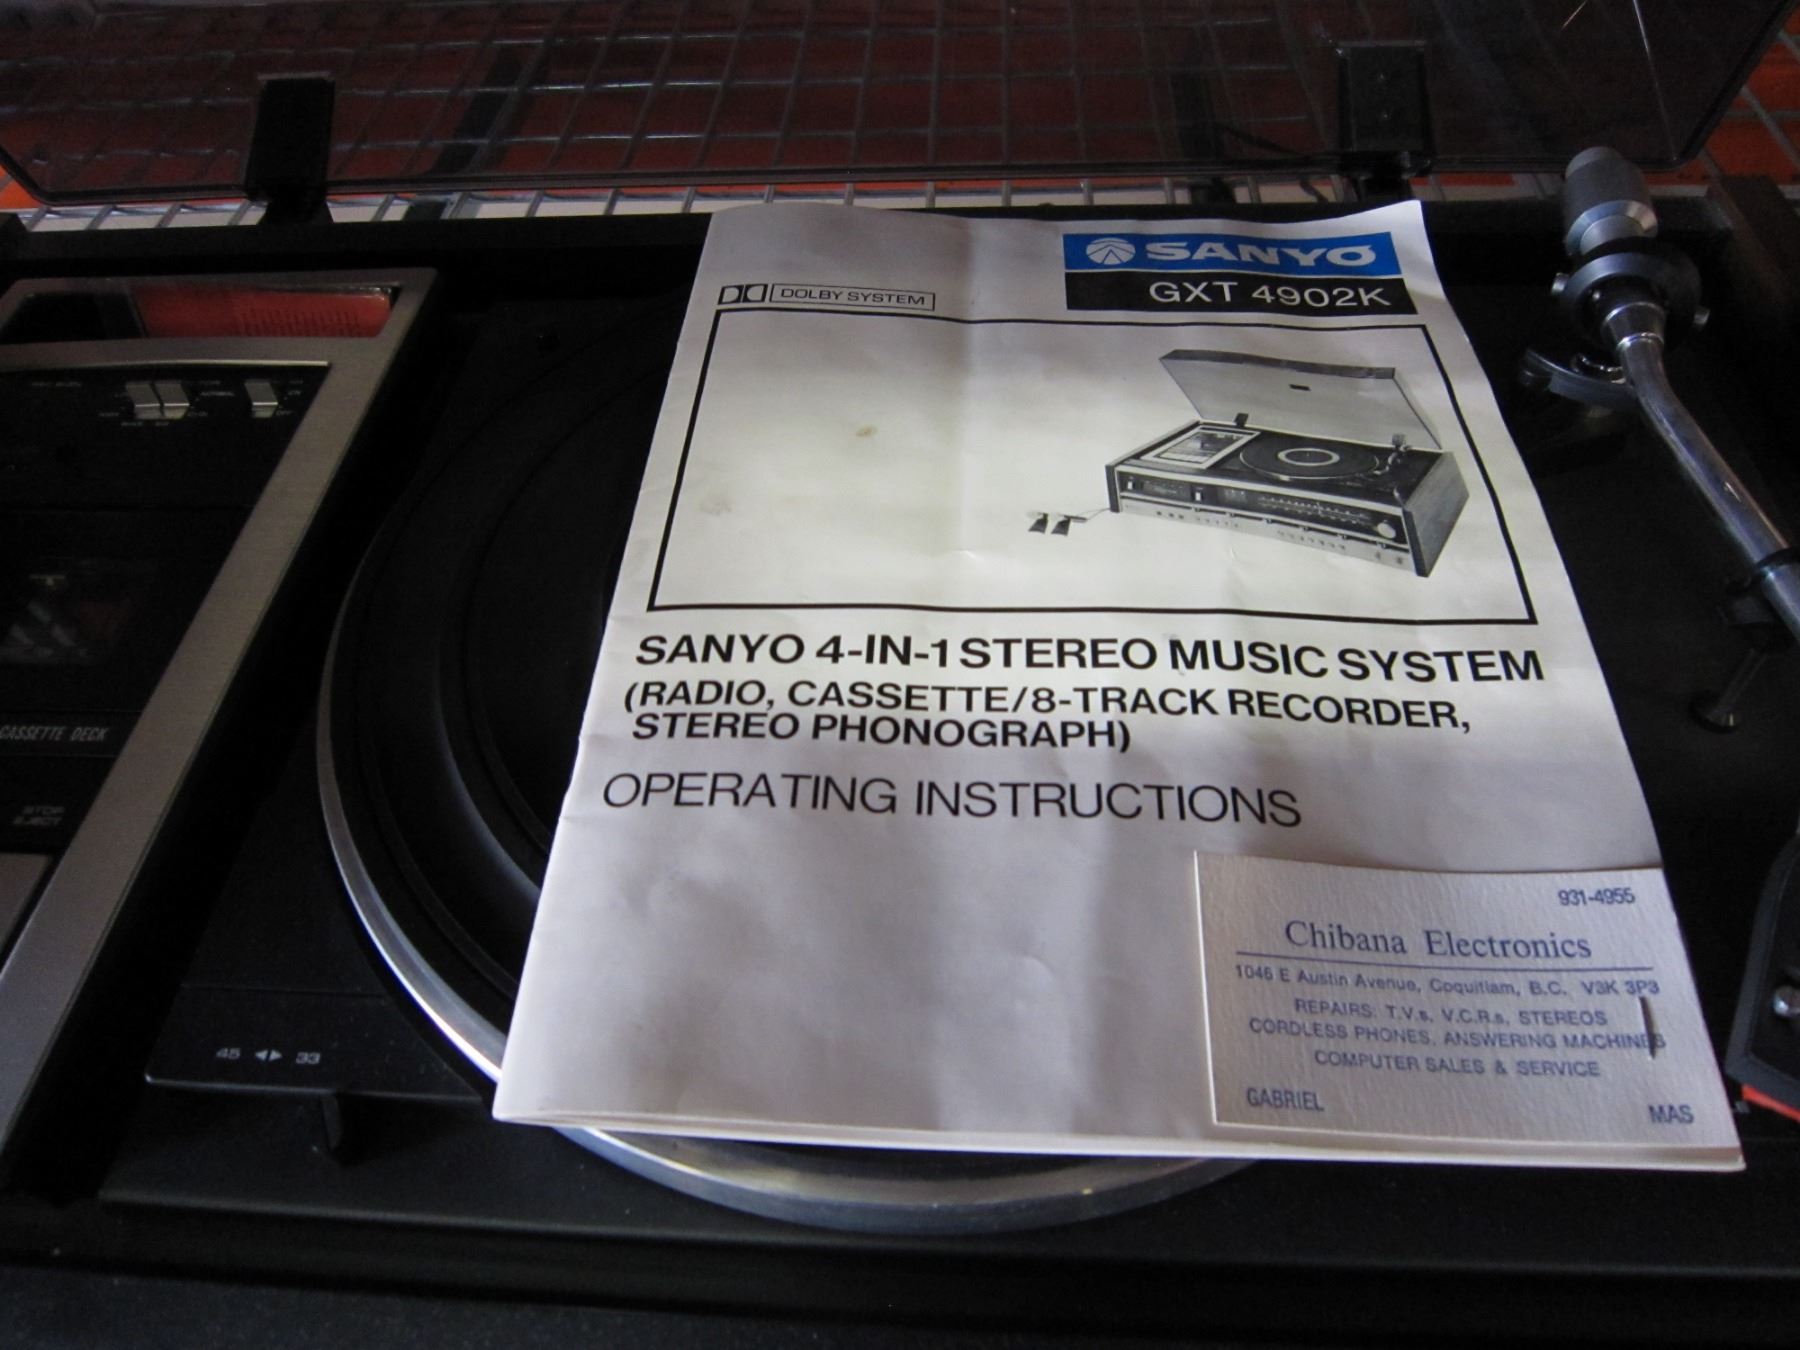 SANYO
GXT 4902K
DOLBY SYSTEM
SANYO 4-IN-1 STEREO MUSIC SYSTEM
(RADIO, CASSETTE/8-TRACK RECORDER,
STEREO PHONOGRAPH)
OPERATING INSTRUCTIONS
931-4955
Chibana Electronics
1046 E Austin Avenue, Coquitlam, B.C. V3K 3P3
REPAIRS: T.V.s, V.C.R.s, STEREOS
CORDLESS PHONES, ANSWERING MACHINES
COMPUTER SALES & SERVICE
GABRIEL MAS
NORMAL
OFF
CASSETTE DECK
STOP
EJECT
45 33